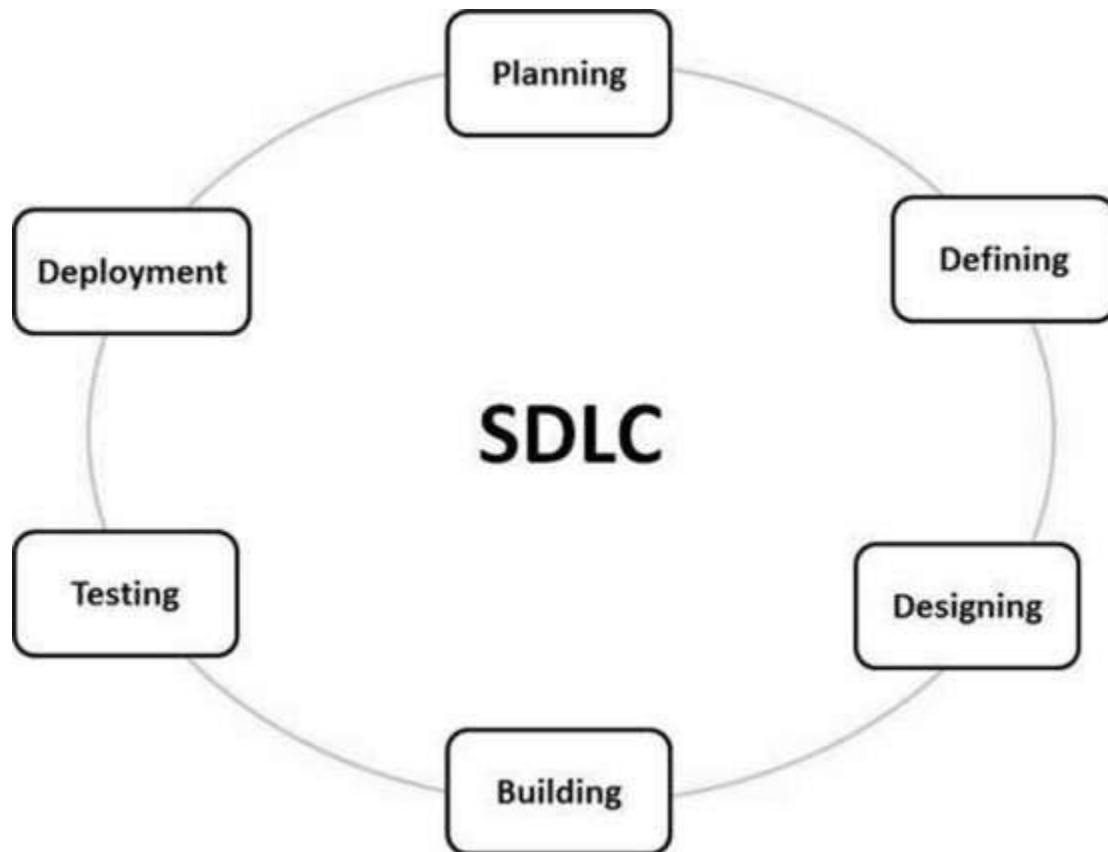 Planning
Defining
Designing
Building
Testing
Deployment
SDLC